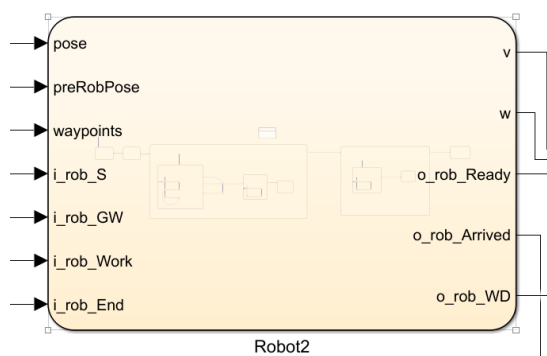 pose
preRobPose
waypoints
i_rob_S
i_rob_GW
i_rob_Work
i_rob_End
v
w
o_rob_Ready
o_rob_Arrived
o_rob_WD
Robot2